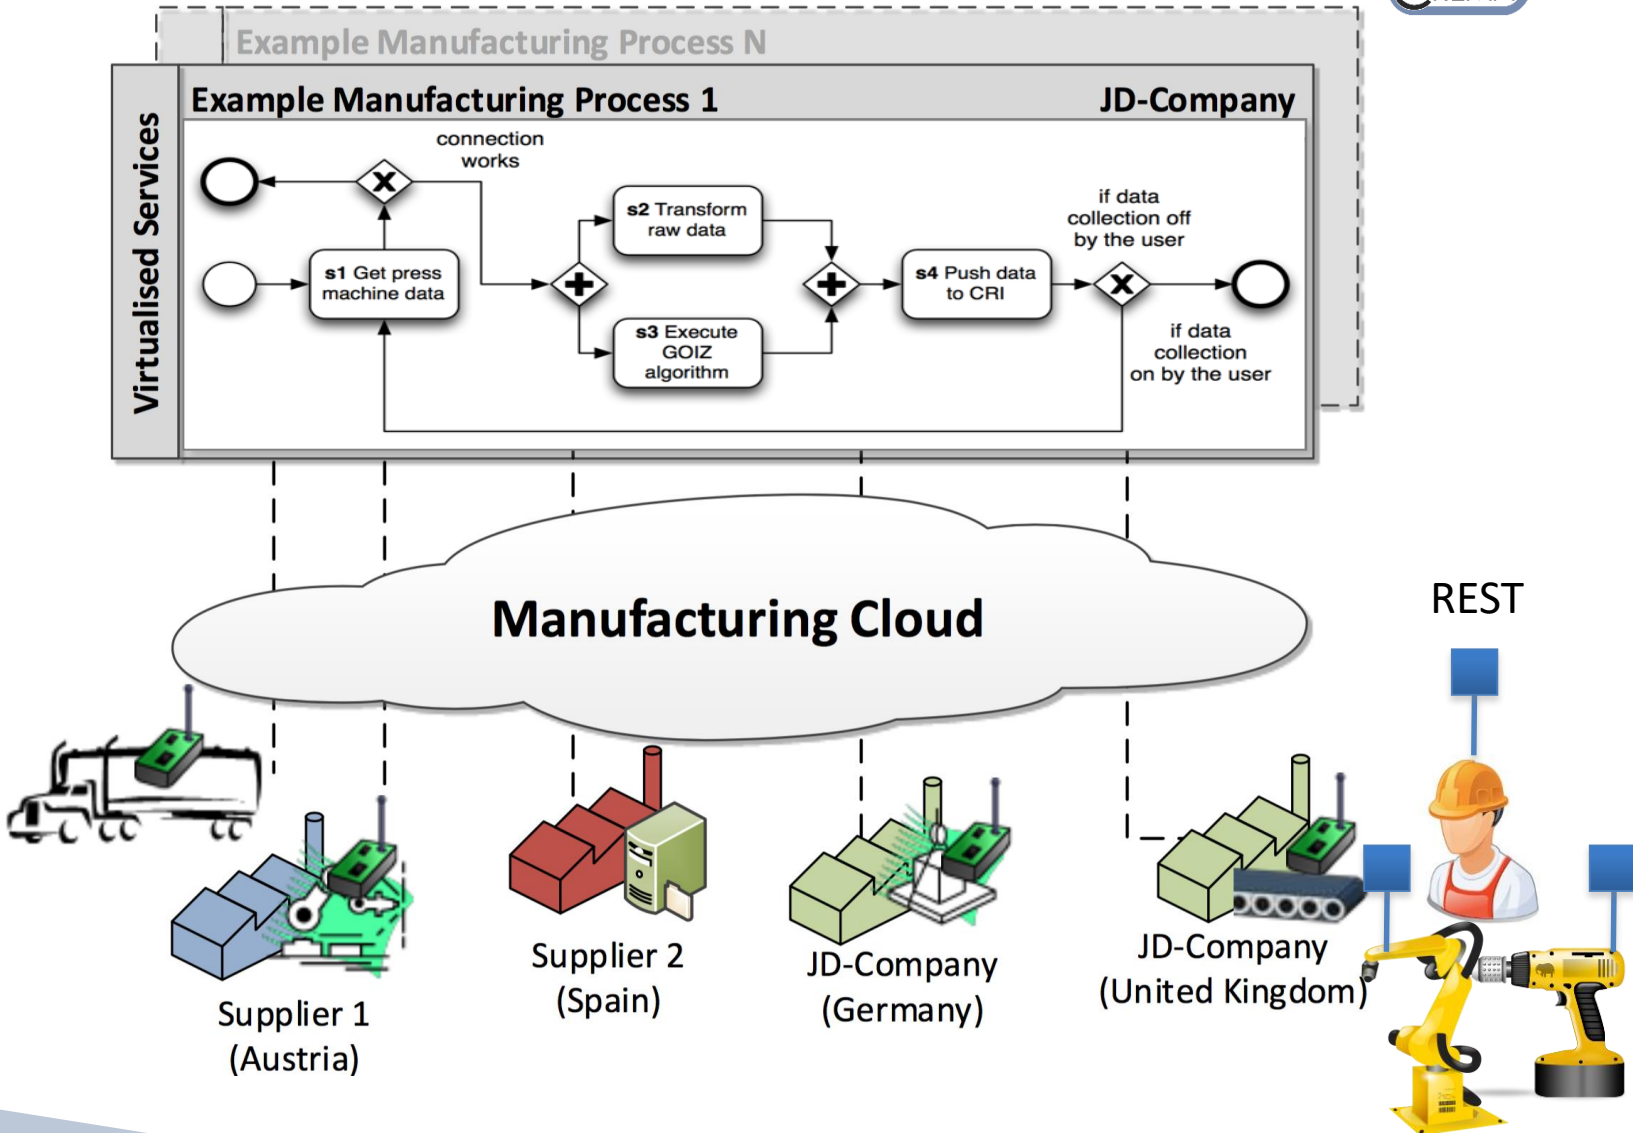 Example Manufacturing Process N
Example Manufacturing Process 1
JD-Company
Virtualised Services
connection
works
s1 Get press
machine data
s2 Transform
raw data
s3 Execute
GOIZ
algorithm
s4 Push data
to CRI
if data
collection off
by the user
if data
collection
on by the user
Manufacturing Cloud
REST
Supplier 1
(Austria)
Supplier 2
(Spain)
JD-Company
(Germany)
JD-Company
(United Kingdom)